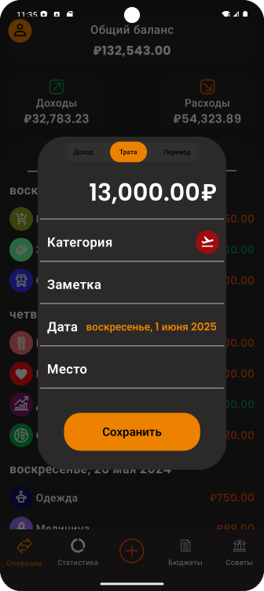 11:35
Общий баланс
₽132,543.00
Доходы
Расходы
₽32,783.23
₽54,323.89
Доход
Трата
Перевод
13,000.00₽
Категория
Заметка
Дата воскресенье, 1 июня 2025
Место
Сохранить
воскресенье, 26 мая 2024
Одежда
₽750.00
Медицина
₽89.00
Операции
Статистика
Бюджеты
Советы